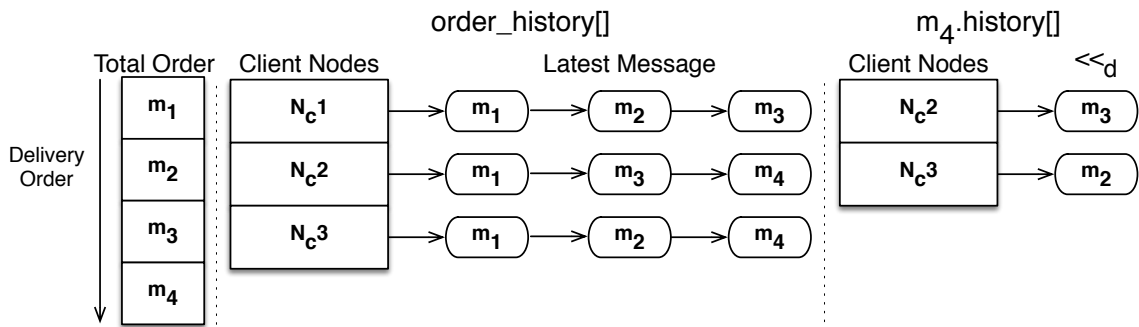 order_history[]
m4.history[]
Total Order
Client Nodes
Latest Message
Client Nodes
<<d
Delivery
Order
m1
m2
m3
m4
Nc1
m1
m2
m3
Nc2
m1
m3
m4
Nc3
m1
m2
m4
Nc2
m3
Nc3
m2